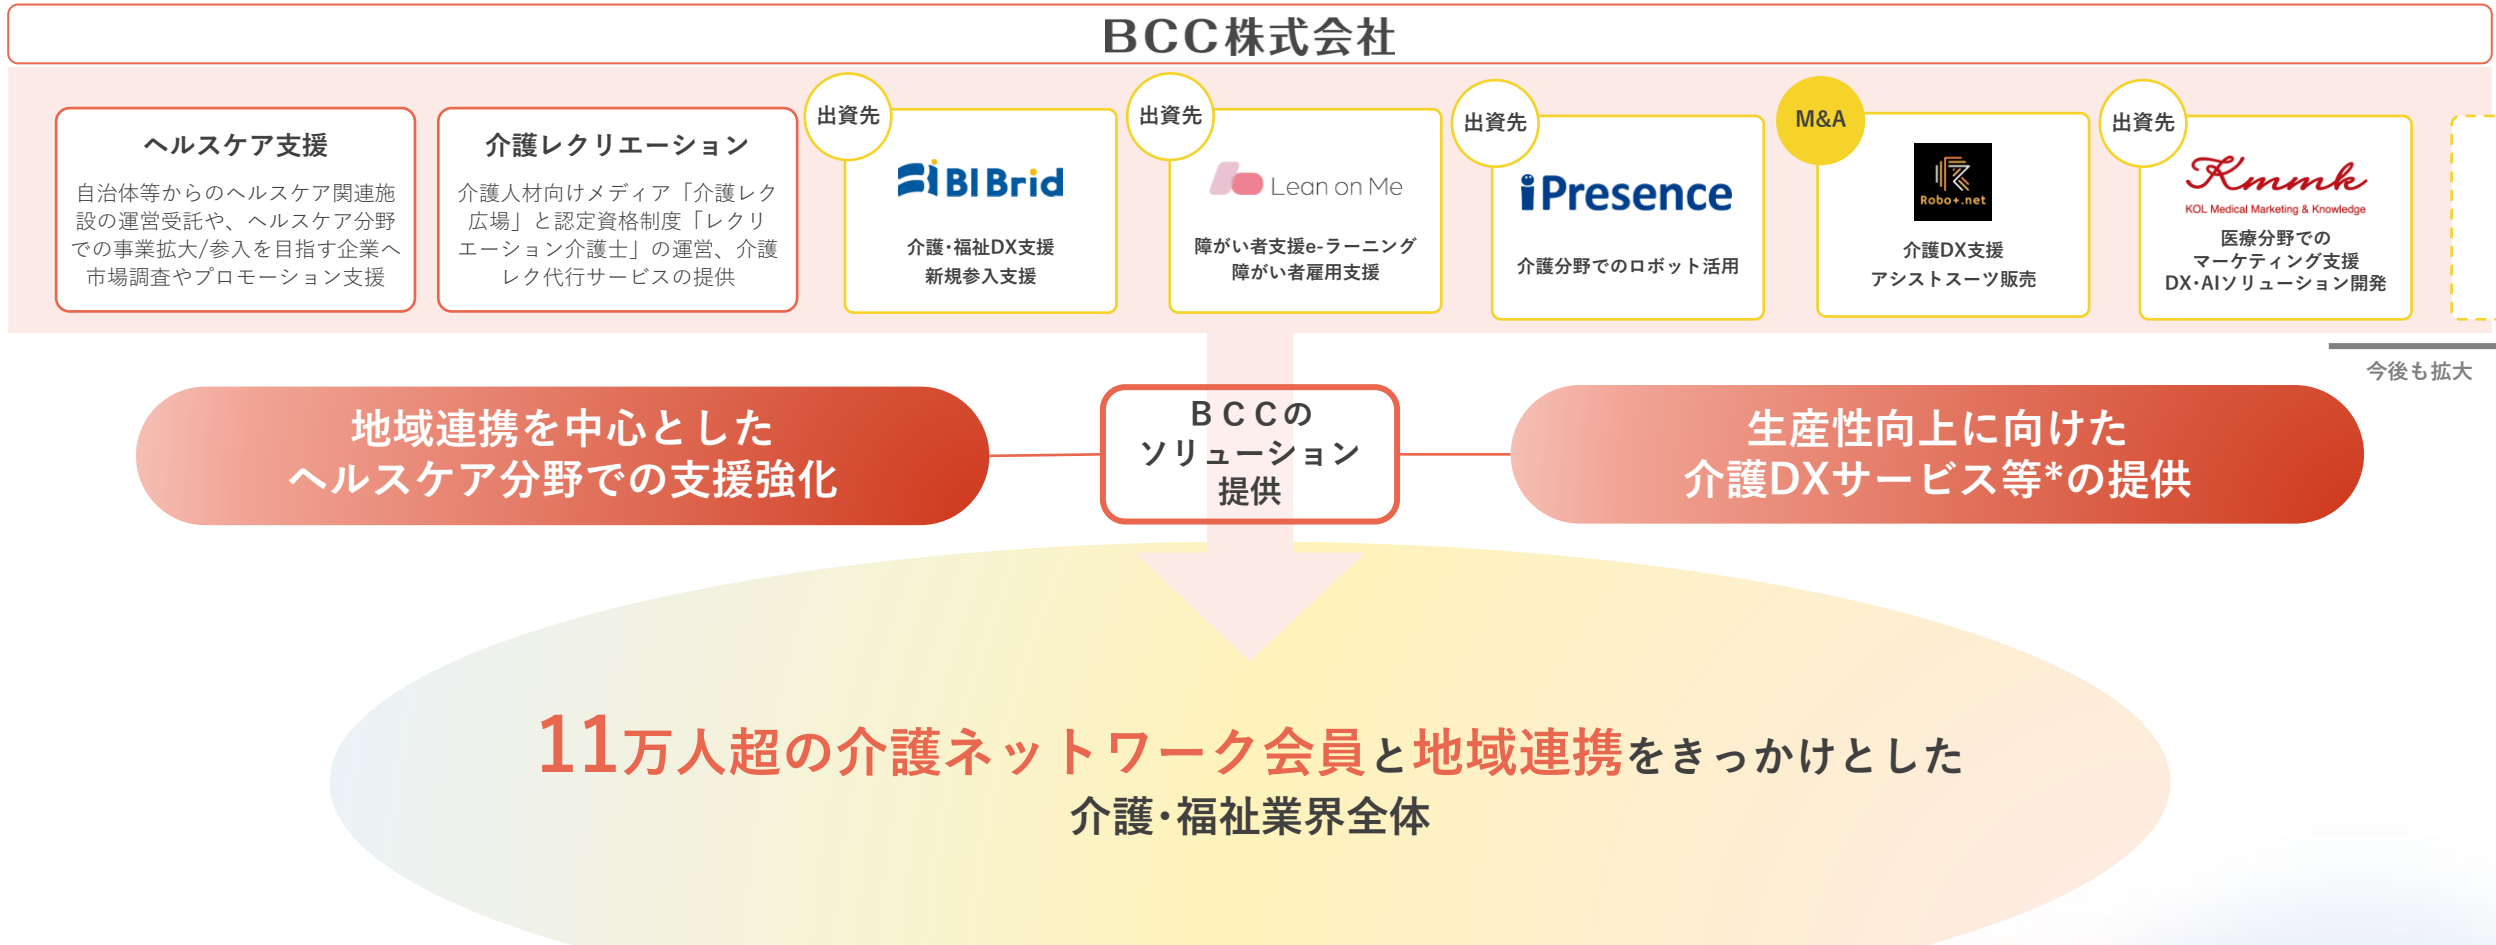 BCC株式会社
ヘルスケア支援
自治体等からのヘルスケア関連施
設の運営受託や、ヘルスケア分野
での事業拡大/参入を目指す企業へ
市場調査やプロモーション支援
介護レクリエーション
介護人材向けメディア「介護レク
広場」と認定資格制度「レクリ
エーション介護士」の運営、介護
レク代行サービスの提供
出資先
BIBrid
介護・福祉DX支援
新規参入支援
出資先
Lean on Me
障がい者支援e-ラーニング
障がい者雇用支援
出資先
iPresence
介護分野でのロボット活用
M&A
Robo+.net
介護DX支援
アシストスーツ販売
出資先
Kmmk
KOL Medical Marketing & Knowledge
医療分野での
マーケティング支援
DX・AIソリューション開発
今後も拡大
地域連携を中心とした
ヘルスケア分野での支援強化
BCCの
ソリューション
提供
生産性向上に向けた
介護DXサービス等*の提供
11万人超の介護ネットワーク会員と地域連携をきっかけとした
介護・福祉業界全体